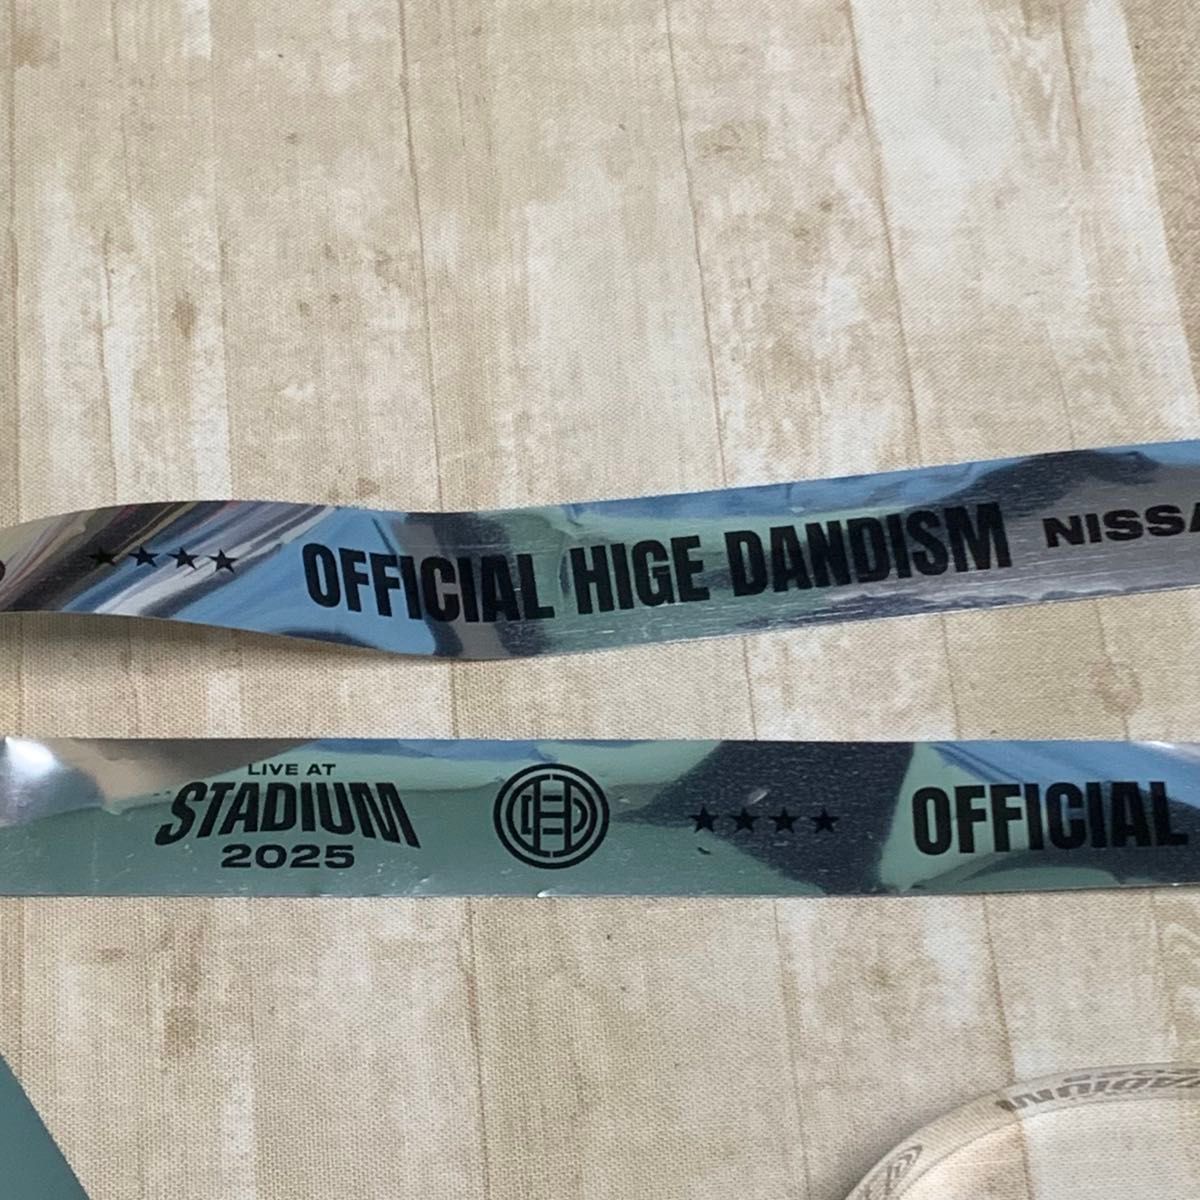 ★★★★ OFFICIAL HIGE DANDISM
LIVE AT
STADIUM
2025
★★★★ OFFICIAL